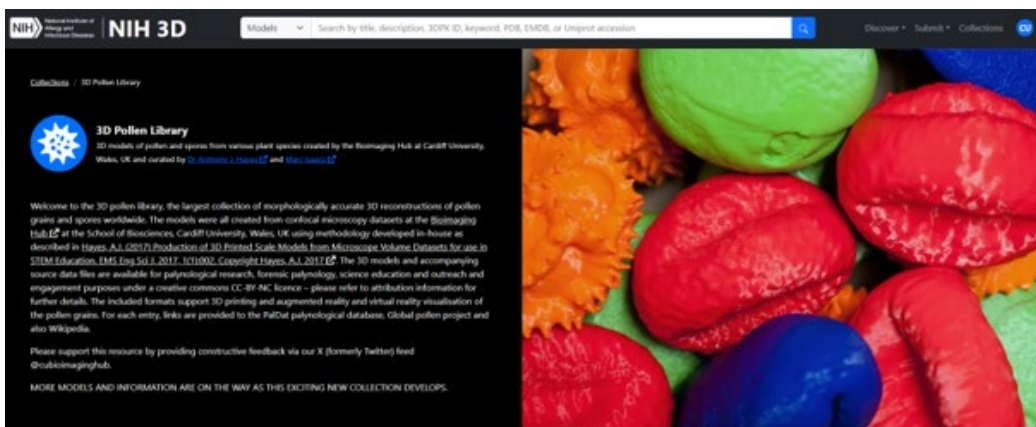 NIH National Institute of
Allergy and
Infectious Diseases
NIH 3D
Models
Search by title, description, 3DPX ID, keyword, PDB, EMDB, or Uniprot accession
Discover
Submit
Collections
CU
Collections / 3D Pollen Library
3D Pollen Library
3D models of pollen and spores from various plant species created by the Bioimaging Hub at Cardiff University,
Wales, UK and curated by Dr Anthony J. Hayes and Marc Isaacs
Welcome to the 3D pollen library, the largest collection of morphologically accurate 3D reconstructions of pollen
grains and spores worldwide. The models were all created from confocal microscopy datasets at the Bioimaging
Hub at the School of Biosciences, Cardiff University, Wales, UK using methodology developed in-house as
described in Hayes, A.J. (2017) Production of 3D Printed Scale Models from Microscope Volume Datasets for use in
STEM Education. EMS Eng Sci J. 2017, 1(1):002. Copyright Hayes, A.J. 2017. The 3D models and accompanying
source data files are available for palynological research, forensic palynology, science education and outreach and
engagement purposes under a creative commons CC-BY-NC licence – please refer to attribution information for
further details. The included formats support 3D printing and augmented reality and virtual reality visualisation of
the pollen grains. For each entry, links are provided to the PalDat palynological database, Global pollen project and
also Wikipedia.
Please support this resource by providing constructive feedback via our X (formerly Twitter) feed
@cubioimaginghub.
MORE MODELS AND INFORMATION ARE ON THE WAY AS THIS EXCITING NEW COLLECTION DEVELOPS.